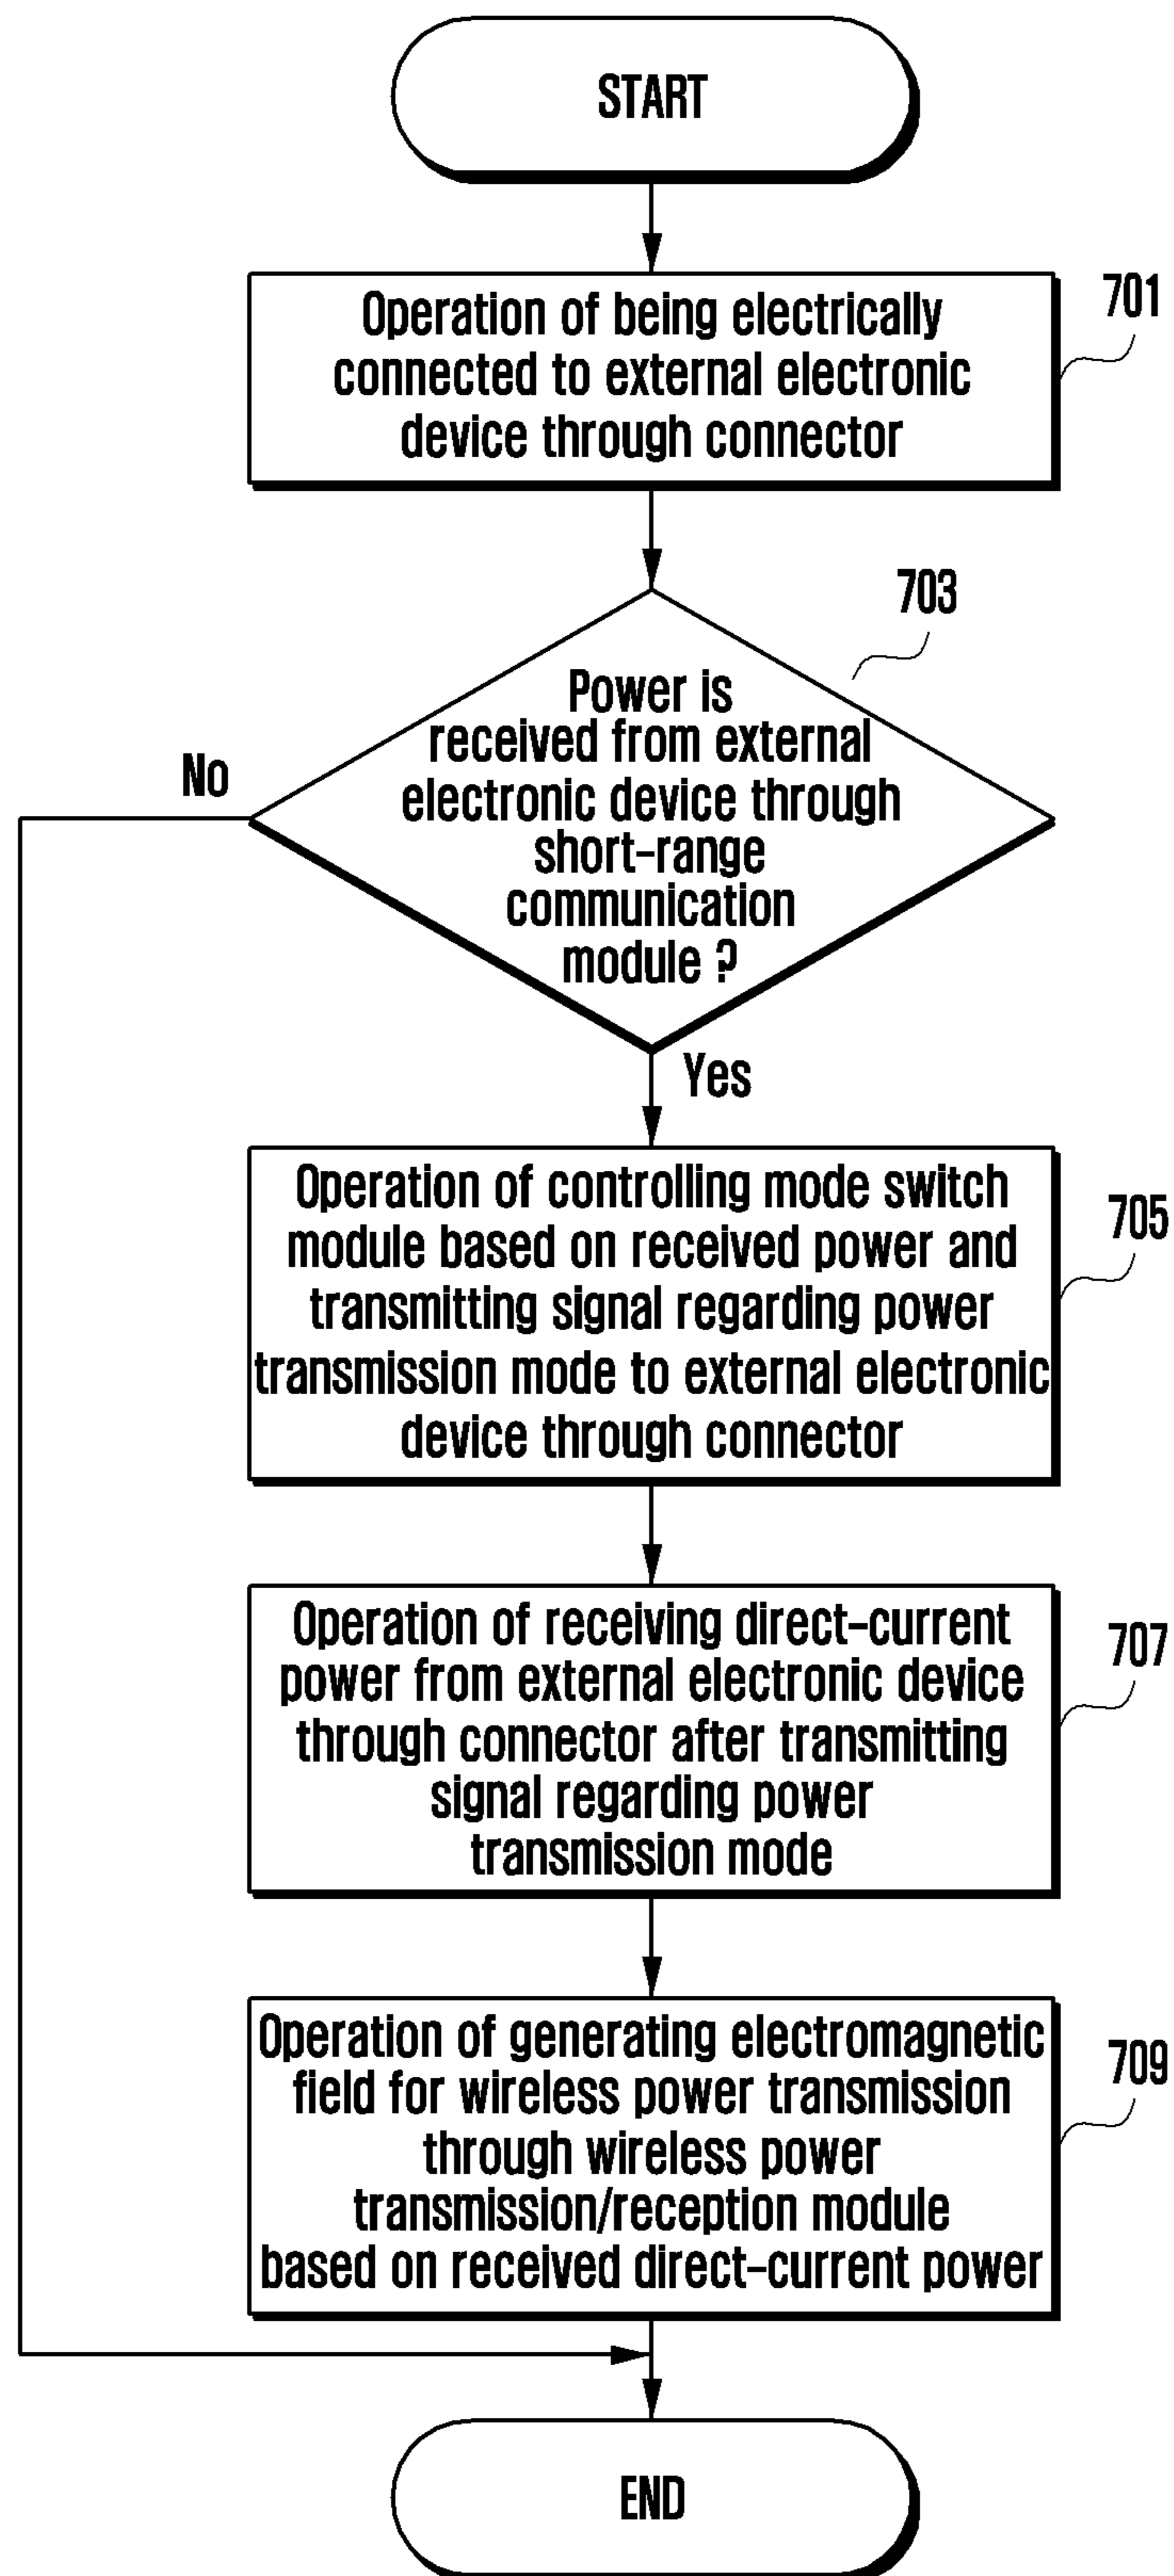 START
701
Operation of being electrically
connected to external electronic
device through connector
703
Power is
received from external
electronic device through
short-range
communication
module ?
No
Yes
Operation of controlling mode switch
module based on received power and
transmitting signal regarding power
transmission mode to external electronic
device through connector
705
Operation of receiving direct-current
power from external electronic device
through connector after transmitting
signal regarding power
transmission mode
707
Operation of generating electromagnetic
field for wireless power transmission
through wireless power
transmission/reception module
based on received direct-current power
709
END